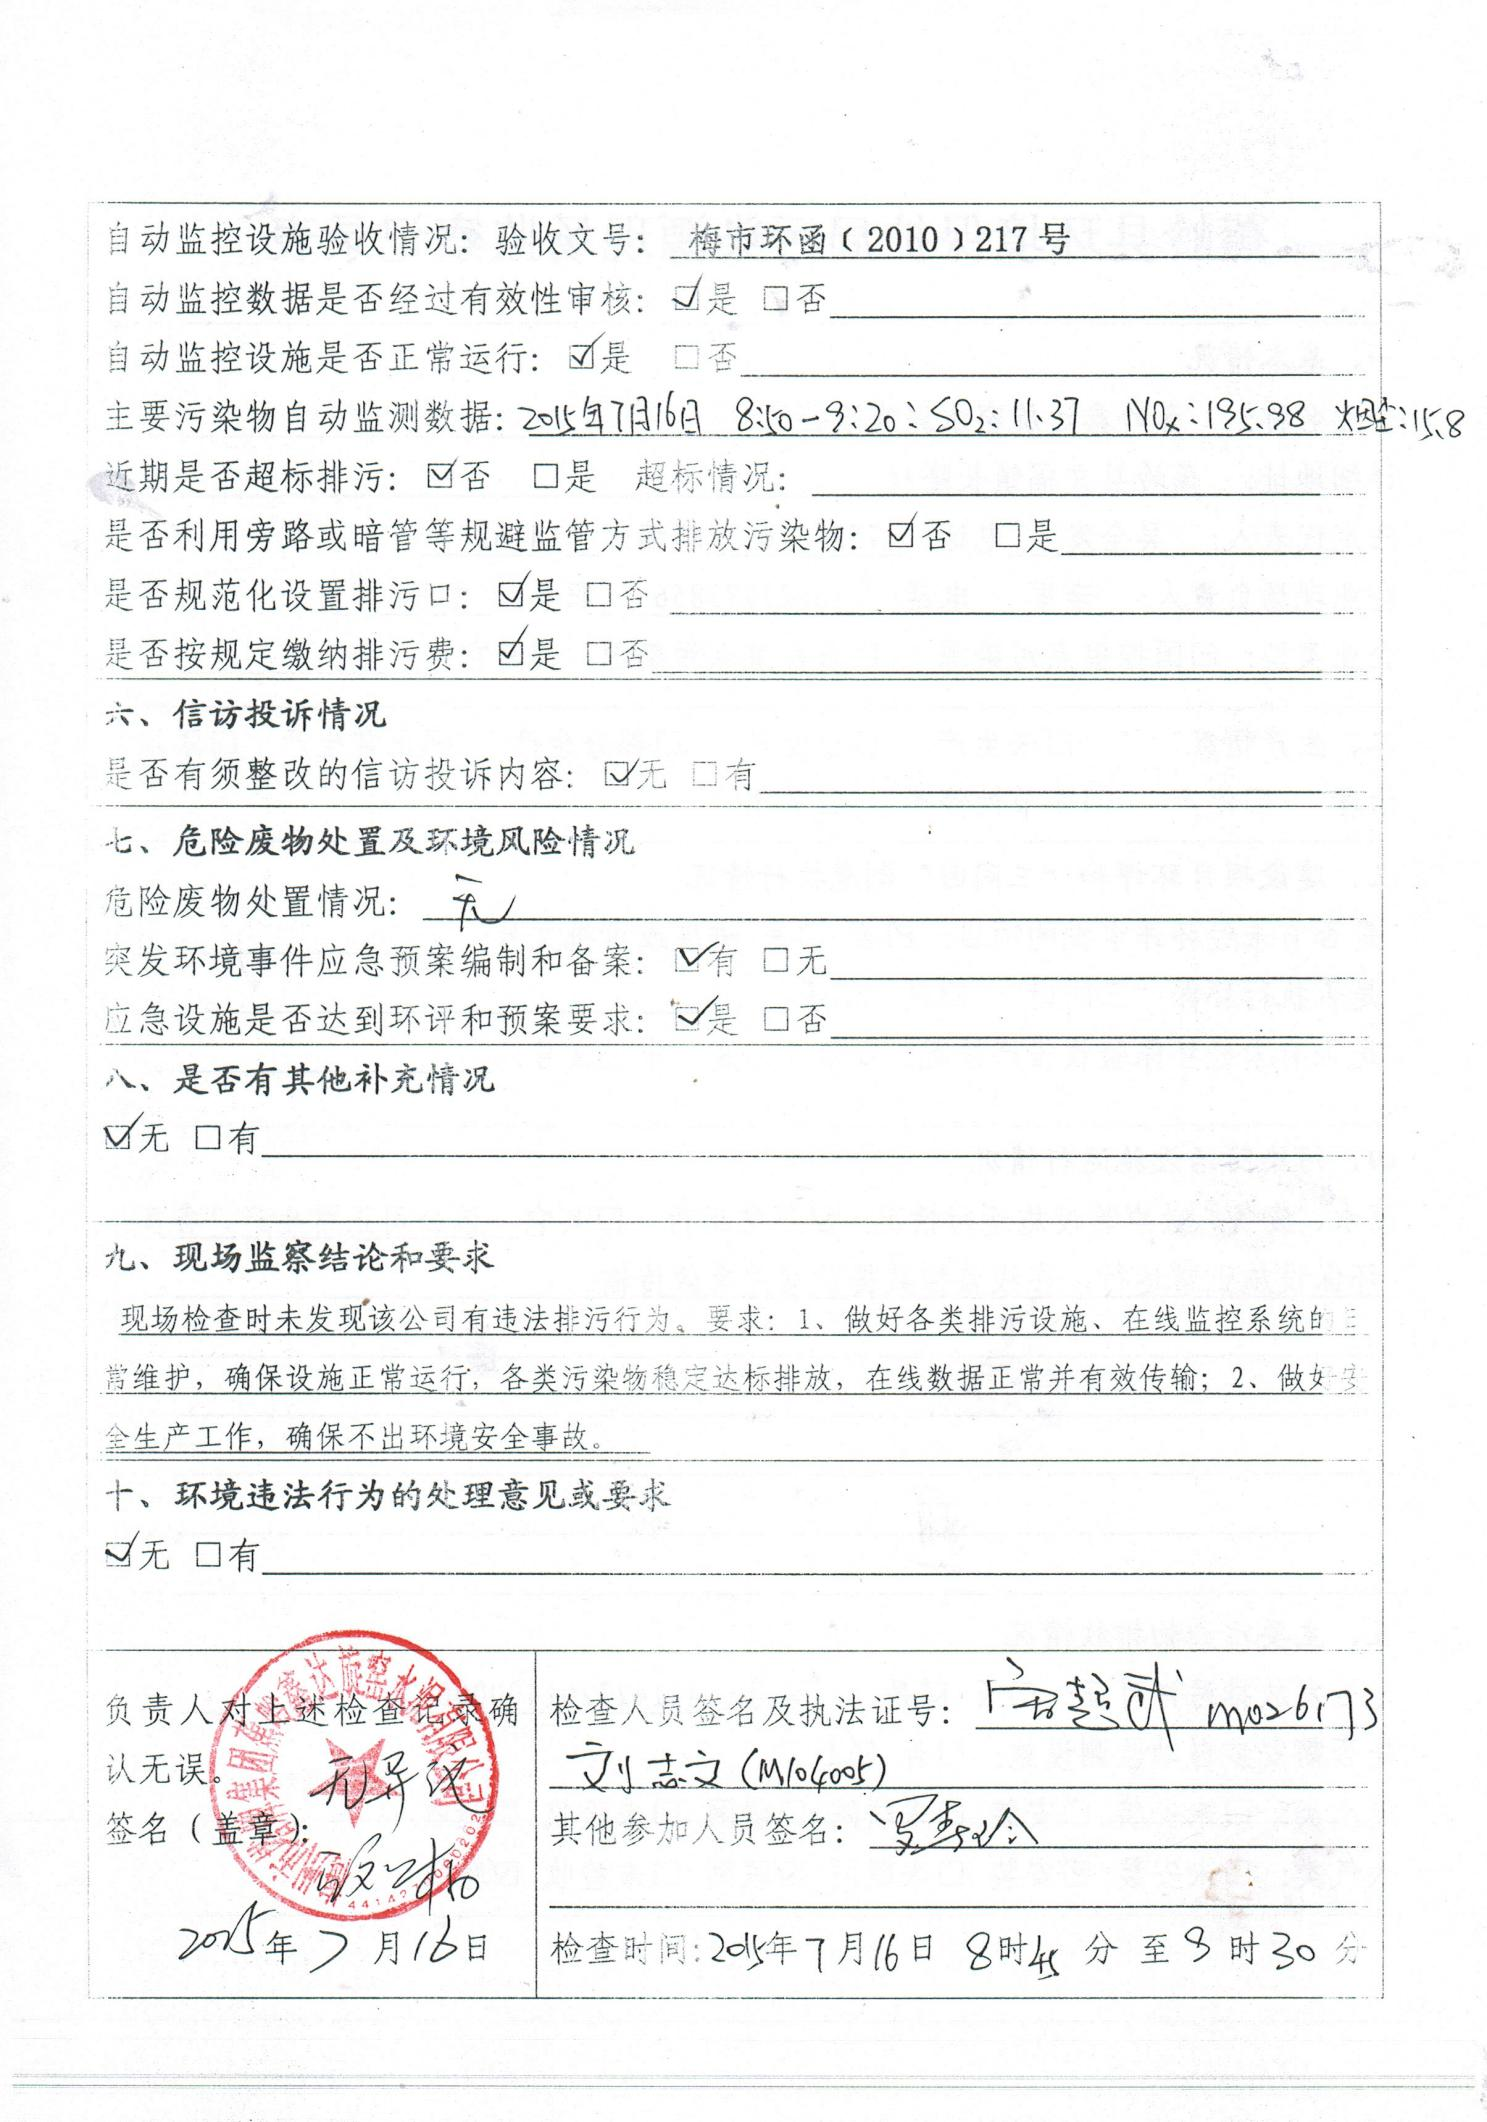 自动监控设施验收情况：验收文号： 梅市环函（2010）217号
自动监控数据是否经过有效性审核：☑是 □否
自动监控设施是否正常运行：☑是 □否
主要污染物自动监测数据：2015年7月16日 8:50-9:20：SO₂：11.37 NOx：195.98 烟尘：15.8
近期是否超标排污：☑否 □是 超标情况：
是否利用旁路或暗管等规避监管方式排放污染物：☑否 □是
是否规范化设置排污口：☑是 □否
是否按规定缴纳排污费：☑是 □否
六、信访投诉情况
是否有须整改的信访投诉内容：☑无 □有
七、危险废物处置及环境风险情况
危险废物处置情况：无
突发环境事件应急预案编制和备案：☑有 □无
应急设施是否达到环评和预案要求：☑是 □否
八、是否有其他补充情况
☑无 □有
九、现场监察结论和要求
现场检查时未发现该公司有违法排污行为。要求：1、做好各类排污设施、在线监控系统的日
常维护，确保设施正常运行，各类污染物稳定达标排放，在线数据正常并有效传输；2、做好安
全生产工作，确保不出环境安全事故。
十、环境违法行为的处理意见或要求
☑无 □有
负责人对上述检查记录确
认无误。 无异议
签名（盖章）：
2015年7月16日
检查人员签名及执法证号： M026173
刘志文(M104005)
其他参加人员签名：
检查时间：2015年7月16日 8时45分至9时30分